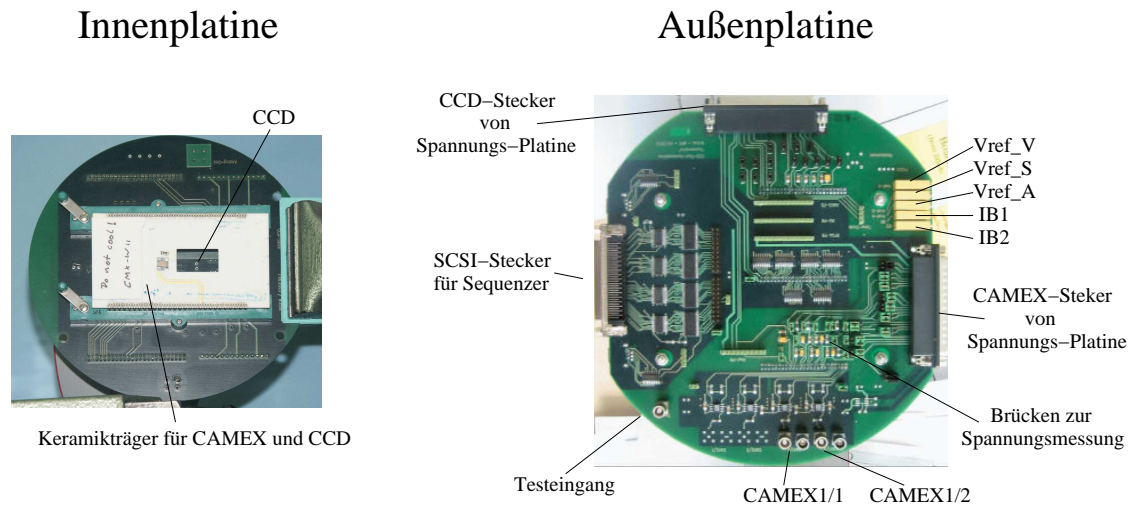 Innenplatine
Außenplatine
CCD
Do not cool!
CMX-W11
Keramikträger für CAMEX und CCD
CCD−Stecker
von
Spannungs−Platine
SCSI−Stecker
für Sequenzer
Testeingang
CAMEX1/1
CAMEX1/2
Vref_V
Vref_S
Vref_A
IB1
IB2
CAMEX−Steker
von
Spannungs−Platine
Brücken zur
Spannungsmessung